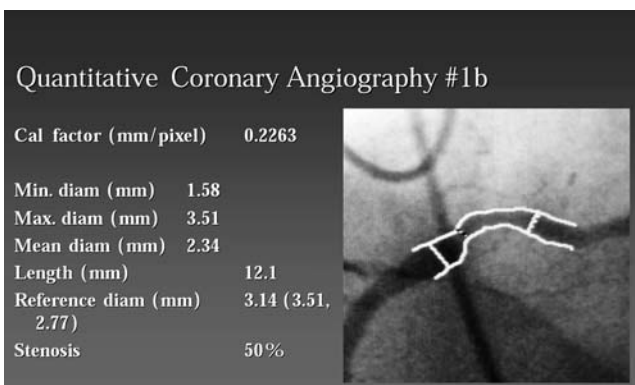 Quantitative Coronary Angiography #1b
Cal factor (mm/pixel) 0.2263
Min. diam (mm) 1.58
Max. diam (mm) 3.51
Mean diam (mm) 2.34
Length (mm) 12.1
Reference diam (mm) 3.14 (3.51,
2.77)
Stenosis 50%